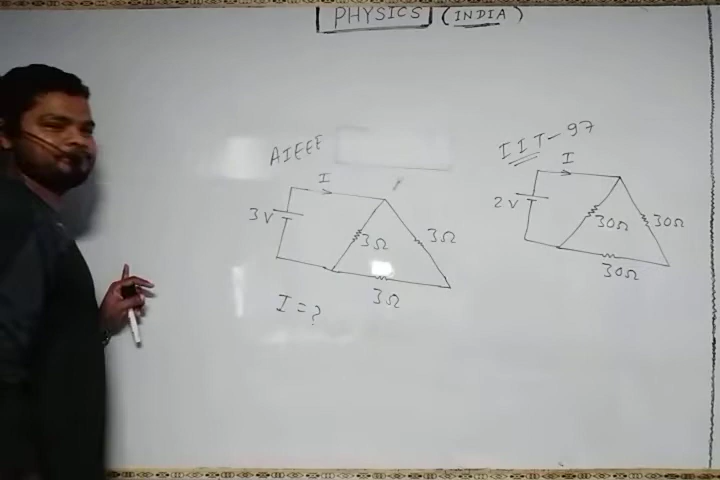 PHYSICS (INDIA)
AIEEE
I
3V
3Ω
3Ω
3Ω
I = ?
IIT-97
I
2V
30Ω
30Ω
30Ω